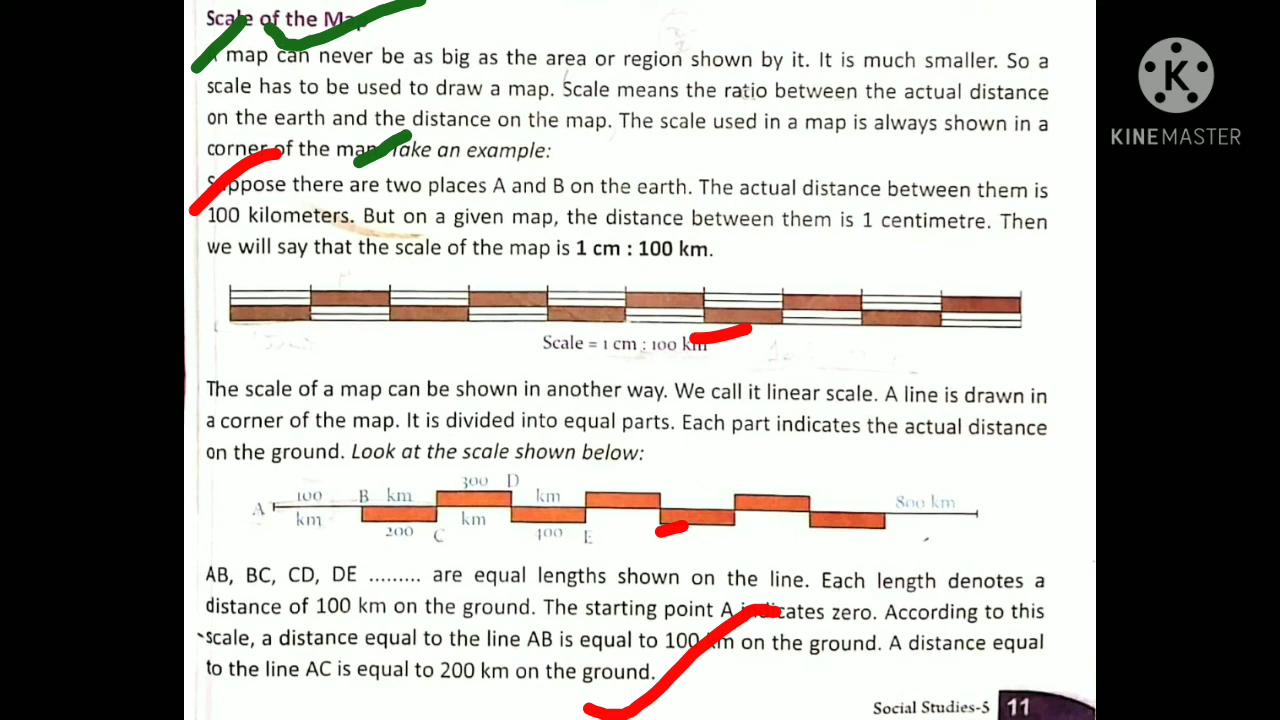 Scale of the Map
map can never be as big as the area or region shown by it. It is much smaller. So a
scale has to be used to draw a map. Scale means the ratio between the actual distance
on the earth and the distance on the map. The scale used in a map is always shown in a
corner of the map. Take an example:
Suppose there are two places A and B on the earth. The actual distance between them is
100 kilometers. But on a given map, the distance between them is 1 centimetre. Then
we will say that the scale of the map is 1 cm : 100 km.
Scale = 1 cm : 100 km
The scale of a map can be shown in another way. We call it linear scale. A line is drawn in
a corner of the map. It is divided into equal parts. Each part indicates the actual distance
on the ground. Look at the scale shown below:
300 D
100 B km km 800 km
A
km km
200 C 400 E
AB, BC, CD, DE ......... are equal lengths shown on the line. Each length denotes a
distance of 100 km on the ground. The starting point A indicates zero. According to this
scale, a distance equal to the line AB is equal to 100 km on the ground. A distance equal
to the line AC is equal to 200 km on the ground.
Social Studies-5 11
K
KINEMASTER